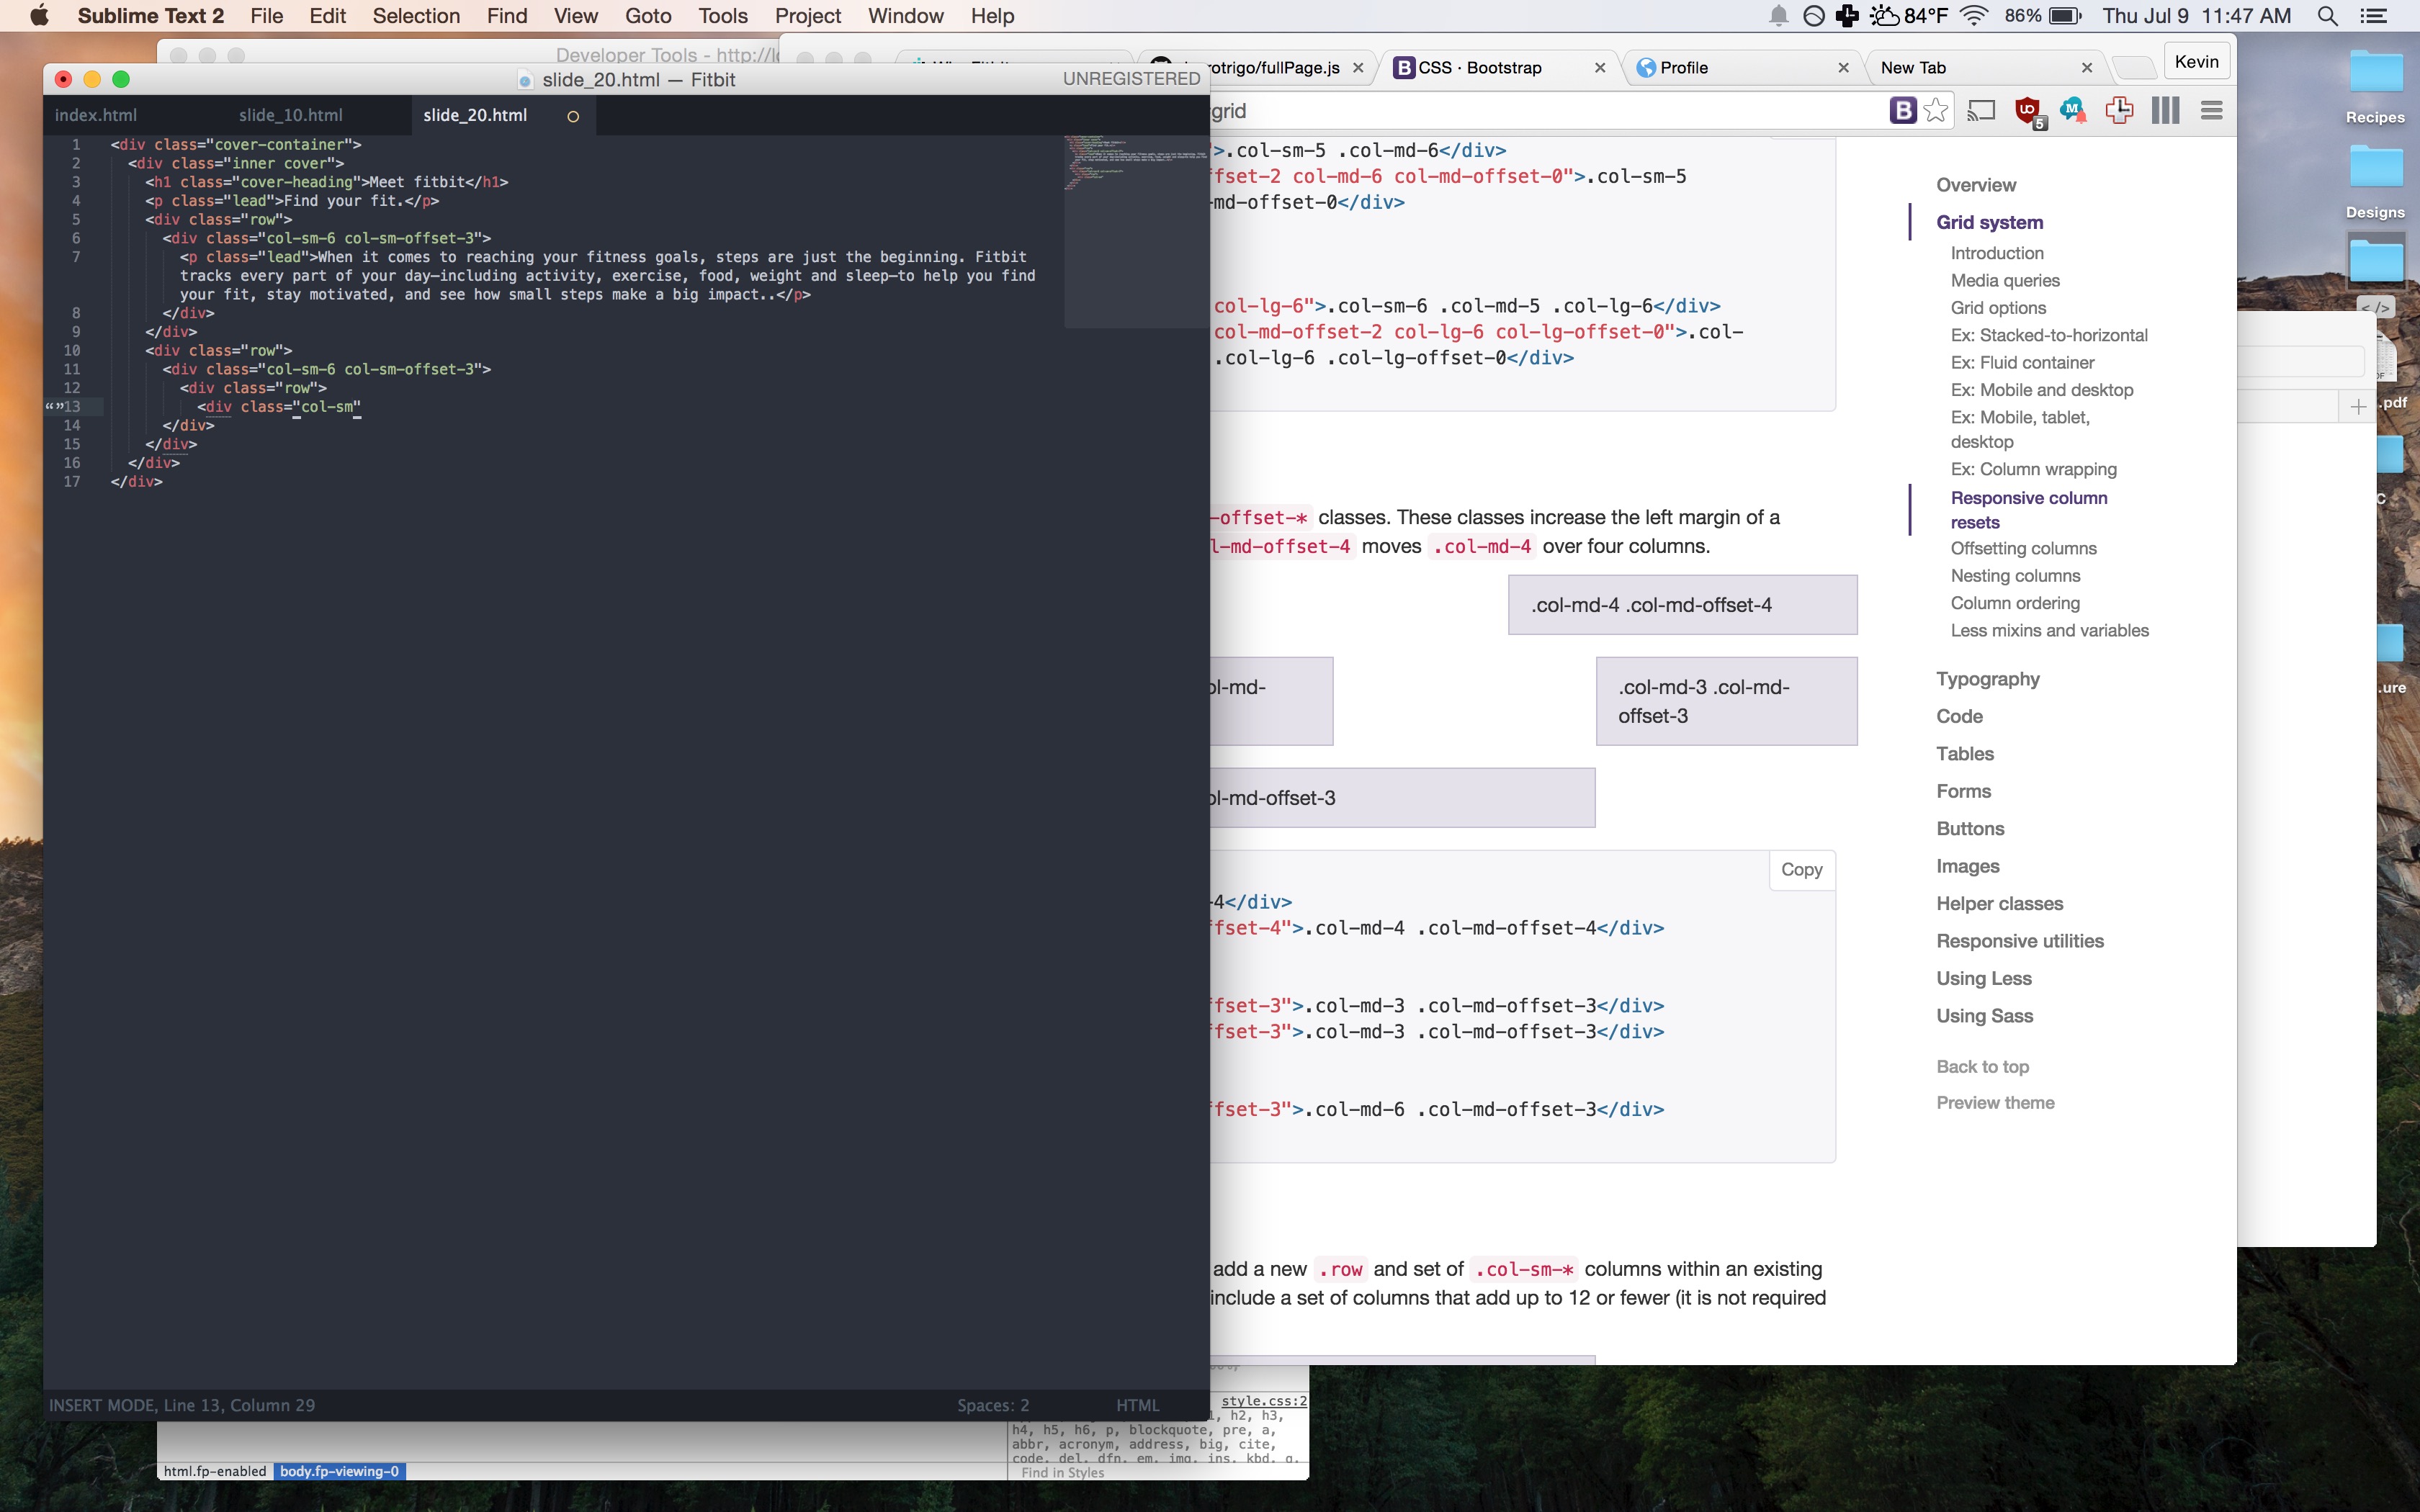 Sublime Text 2 File Edit Selection Find View Goto Tools Project Window Help
84°F 86% Thu Jul 9 11:47 AM
Developer Tools - http://
slide_20.html — Fitbit UNREGISTERED
index.html slide_10.html slide_20.html
1 <div class="cover-container">
2 <div class="inner cover">
3 <h1 class="cover-heading">Meet fitbit</h1>
4 <p class="lead">Find your fit.</p>
5 <div class="row">
6 <div class="col-sm-6 col-sm-offset-3">
7 <p class="lead">When it comes to reaching your fitness goals, steps are just the beginning. Fitbit
tracks every part of your day—including activity, exercise, food, weight and sleep—to help you find
your fit, stay motivated, and see how small steps make a big impact..</p>
8 </div>
9 </div>
10 <div class="row">
11 <div class="col-sm-6 col-sm-offset-3">
12 <div class="row">
“”13 <div class="col-sm"
14 </div>
15 </div>
16 </div>
17 </div>
INSERT MODE, Line 13, Column 29 Spaces: 2 HTML
otrigo/fullPage.js CSS · Bootstrap Profile New Tab Kevin
grid B 5
">.col-sm-5 .col-md-6</div>
ffset-2 col-md-6 col-md-offset-0">.col-sm-5
-md-offset-0</div>
col-lg-6">.col-sm-6 .col-md-5 .col-lg-6</div>
col-md-offset-2 col-lg-6 col-lg-offset-0">.col-
.col-lg-6 .col-lg-offset-0</div>
-offset-* classes. These classes increase the left margin of a
l-md-offset-4 moves .col-md-4 over four columns.
.col-md-4 .col-md-offset-4
ol-md-
.col-md-3 .col-md-
offset-3
ol-md-offset-3
Copy
-4</div>
ffset-4">.col-md-4 .col-md-offset-4</div>
ffset-3">.col-md-3 .col-md-offset-3</div>
ffset-3">.col-md-3 .col-md-offset-3</div>
ffset-3">.col-md-6 .col-md-offset-3</div>
add a new .row and set of .col-sm-* columns within an existing
include a set of columns that add up to 12 or fewer (it is not required
Overview
Grid system
Introduction
Media queries
Grid options
Ex: Stacked-to-horizontal
Ex: Fluid container
Ex: Mobile and desktop
Ex: Mobile, tablet,
desktop
Ex: Column wrapping
Responsive column
resets
Offsetting columns
Nesting columns
Column ordering
Less mixins and variables
Typography
Code
Tables
Forms
Buttons
Images
Helper classes
Responsive utilities
Using Less
Using Sass
Back to top
Preview theme
Recipes
Designs
</>
.pdf
.ure
style.css:2
1, h2, h3,
h4, h5, h6, p, blockquote, pre, a,
abbr, acronym, address, big, cite,
code, del, dfn, em, img, ins, kbd, q,
Find in Styles
html.fp-enabled body.fp-viewing-0